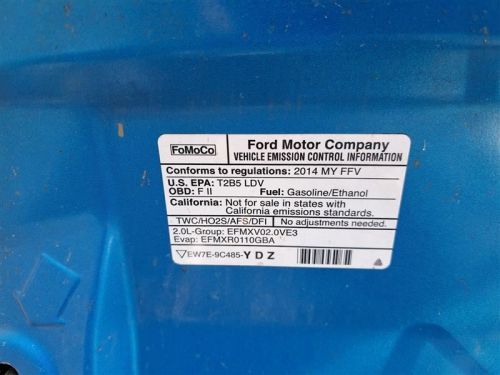 FoMoCo
Ford Motor Company
VEHICLE EMISSION CONTROL INFORMATION
Conforms to regulations: 2014 MY FFV
U.S. EPA: T2B5 LDV
OBD: F II Fuel: Gasoline/Ethanol
California: Not for sale in states with
California emissions standards.
TWC/HO2S/AFS/DFI No adjustments needed.
2.0L-Group: EFMXV02.0VE3
Evap: EFMXR0110GBA
EW7E-9C485-Y D Z